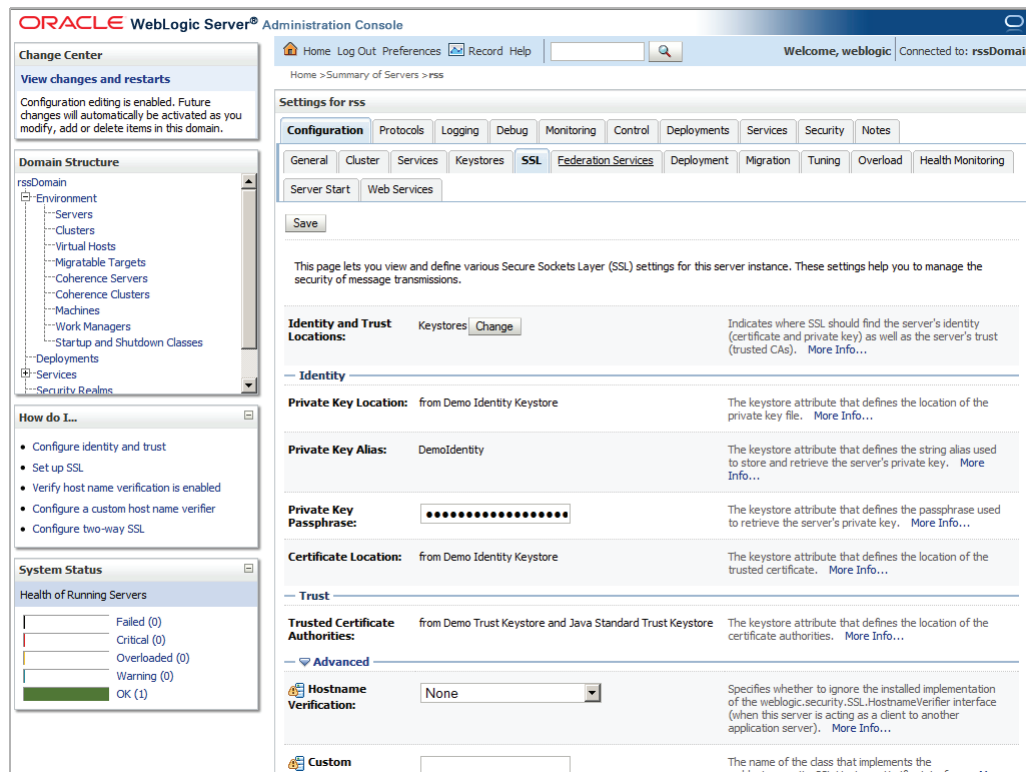 ORACLE WebLogic Server® Administration Console
Change Center
View changes and restarts
Configuration editing is enabled. Future
changes will automatically be activated as you
modify, add or delete items in this domain.
Domain Structure
rssDomain
Environment
Servers
Clusters
Virtual Hosts
Migratable Targets
Coherence Servers
Coherence Clusters
Machines
Work Managers
Startup and Shutdown Classes
Deployments
Services
Security Realms
How do I...
Configure identity and trust
Set up SSL
Verify host name verification is enabled
Configure a custom host name verifier
Configure two-way SSL
System Status
Health of Running Servers
Failed (0)
Critical (0)
Overloaded (0)
Warning (0)
OK (1)
Home Log Out Preferences Record Help
Welcome, weblogic Connected to: rssDomain
Home >Summary of Servers >rss
Settings for rss
Configuration Protocols Logging Debug Monitoring Control Deployments Services Security Notes
General Cluster Services Keystores SSL Federation Services Deployment Migration Tuning Overload Health Monitoring
Server Start Web Services
Save
This page lets you view and define various Secure Sockets Layer (SSL) settings for this server instance. These settings help you to manage the
security of message transmissions.
Identity and Trust
Locations:
Keystores Change
Indicates where SSL should find the server's identity
(certificate and private key) as well as the server's trust
(trusted CAs). More Info...
Identity
Private Key Location: from Demo Identity Keystore
The keystore attribute that defines the location of the
private key file. More Info...
Private Key Alias: DemoIdentity
The keystore attribute that defines the string alias used
to store and retrieve the server's private key. More
Info...
Private Key
Passphrase:
The keystore attribute that defines the passphrase used
to retrieve the server's private key. More Info...
Certificate Location: from Demo Identity Keystore
The keystore attribute that defines the location of the
trusted certificate. More Info...
Trust
Trusted Certificate
Authorities:
from Demo Trust Keystore and Java Standard Trust Keystore
The keystore attribute that defines the location of the
certificate authorities. More Info...
Advanced
Hostname
Verification:
None
Specifies whether to ignore the installed implementation
of the weblogic.security.SSL.HostnameVerifier interface
(when this server is acting as a client to another
application server). More Info...
Custom
The name of the class that implements the